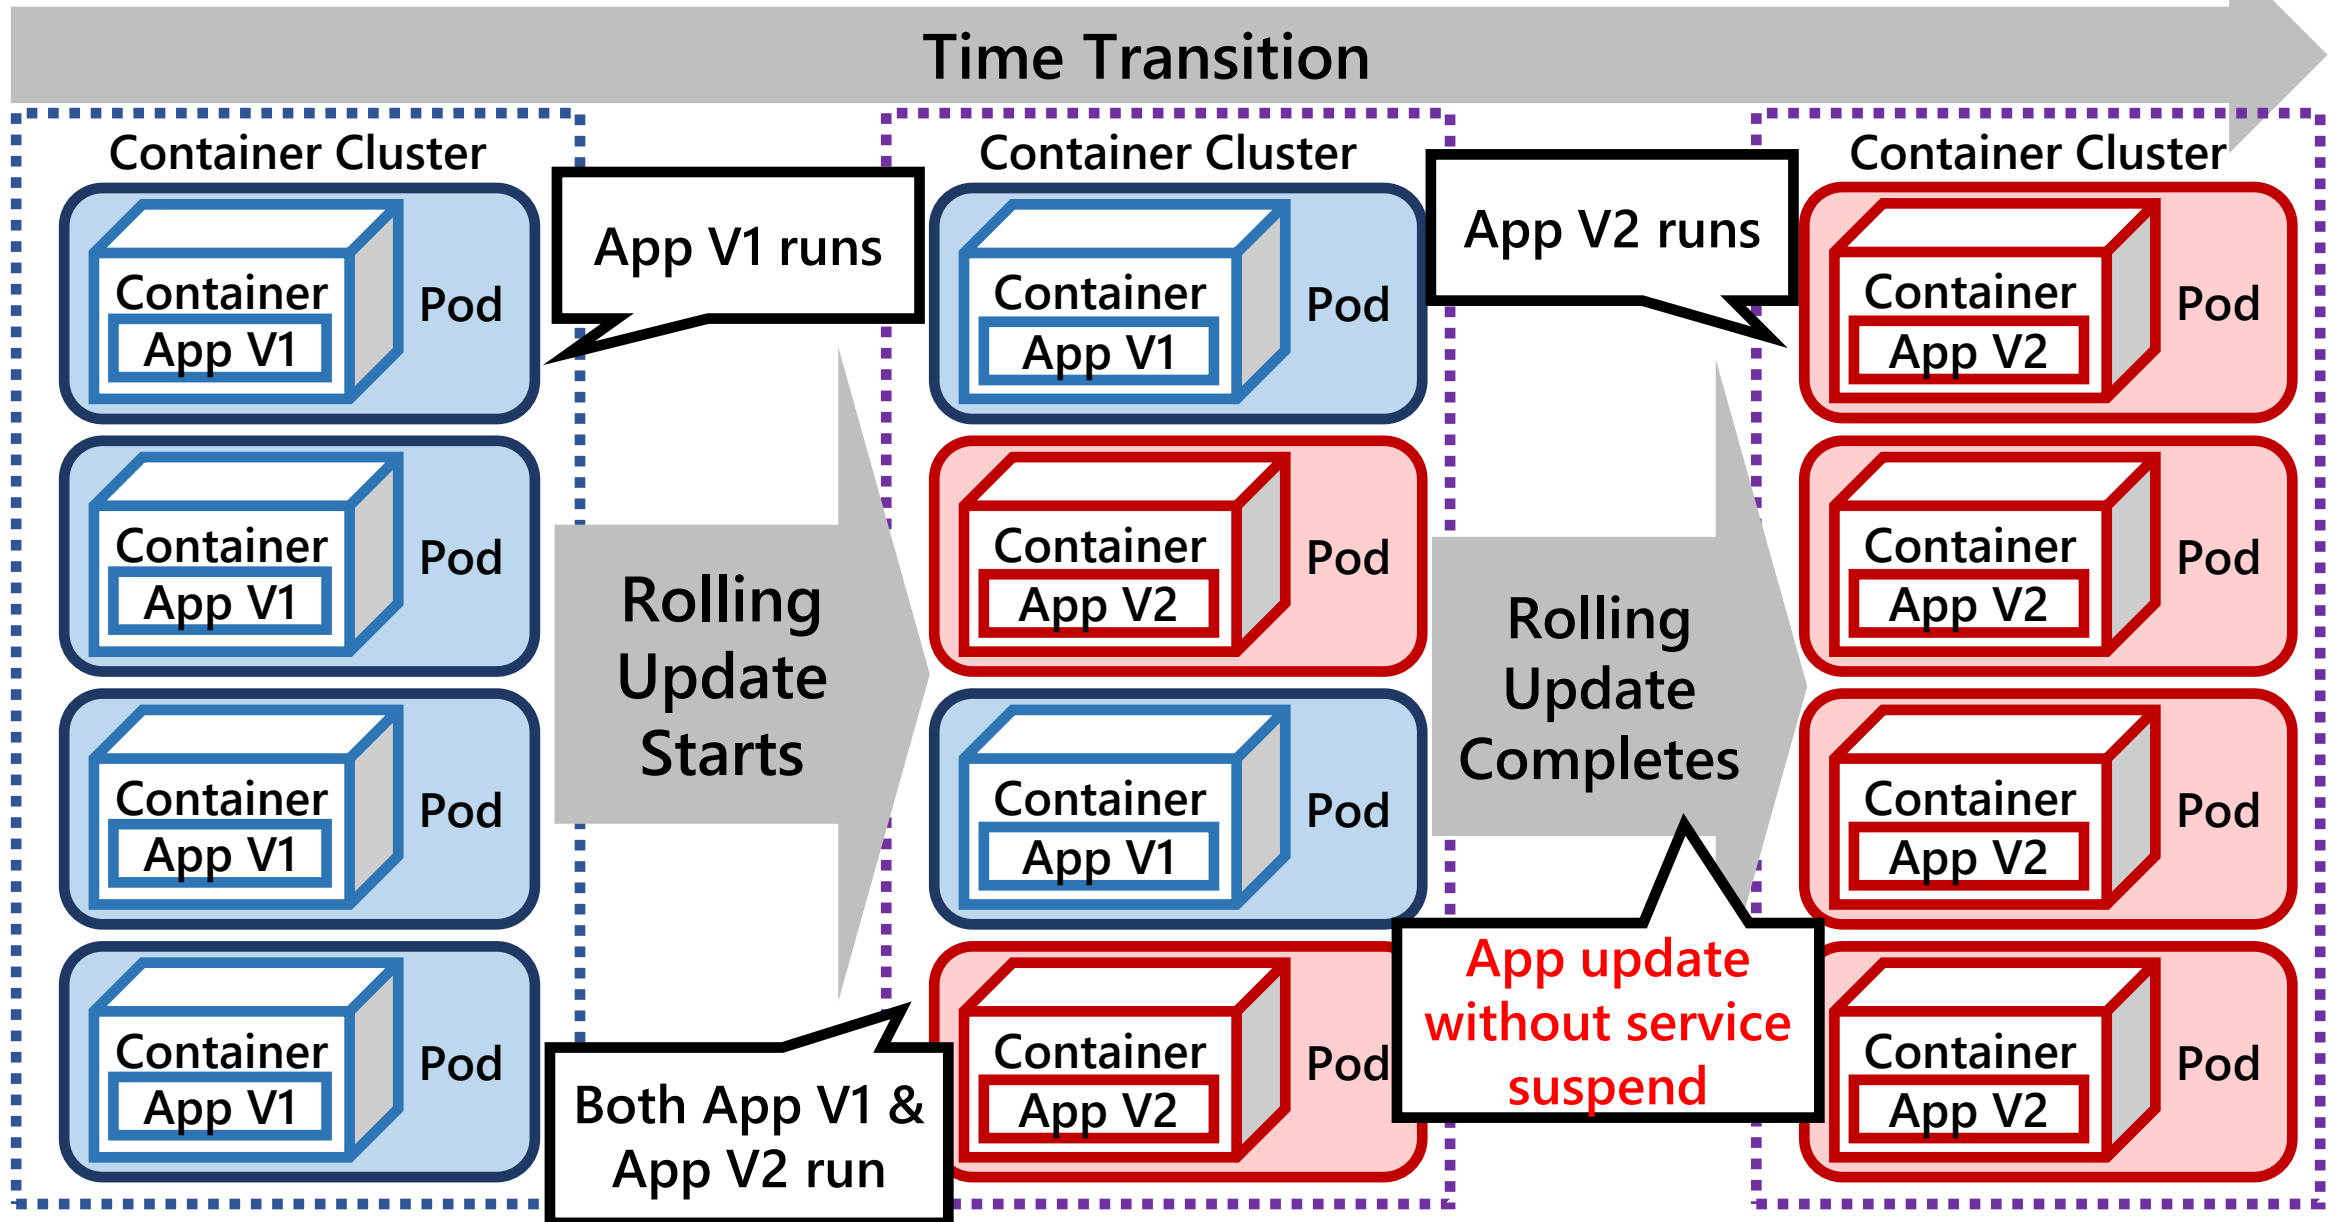 Time Transition
Container Cluster
Container
App V1
Pod
Container
App V1
Pod
Container
App V1
Pod
Container
App V1
Pod
App V1 runs
Rolling
Update
Starts
Both App V1 &
App V2 run
Container Cluster
Container
App V1
Pod
Container
App V2
Pod
Container
App V1
Pod
Container
App V2
Pod
App V2 runs
Rolling
Update
Completes
App update
without service
suspend
Container Cluster
Container
App V2
Pod
Container
App V2
Pod
Container
App V2
Pod
Container
App V2
Pod